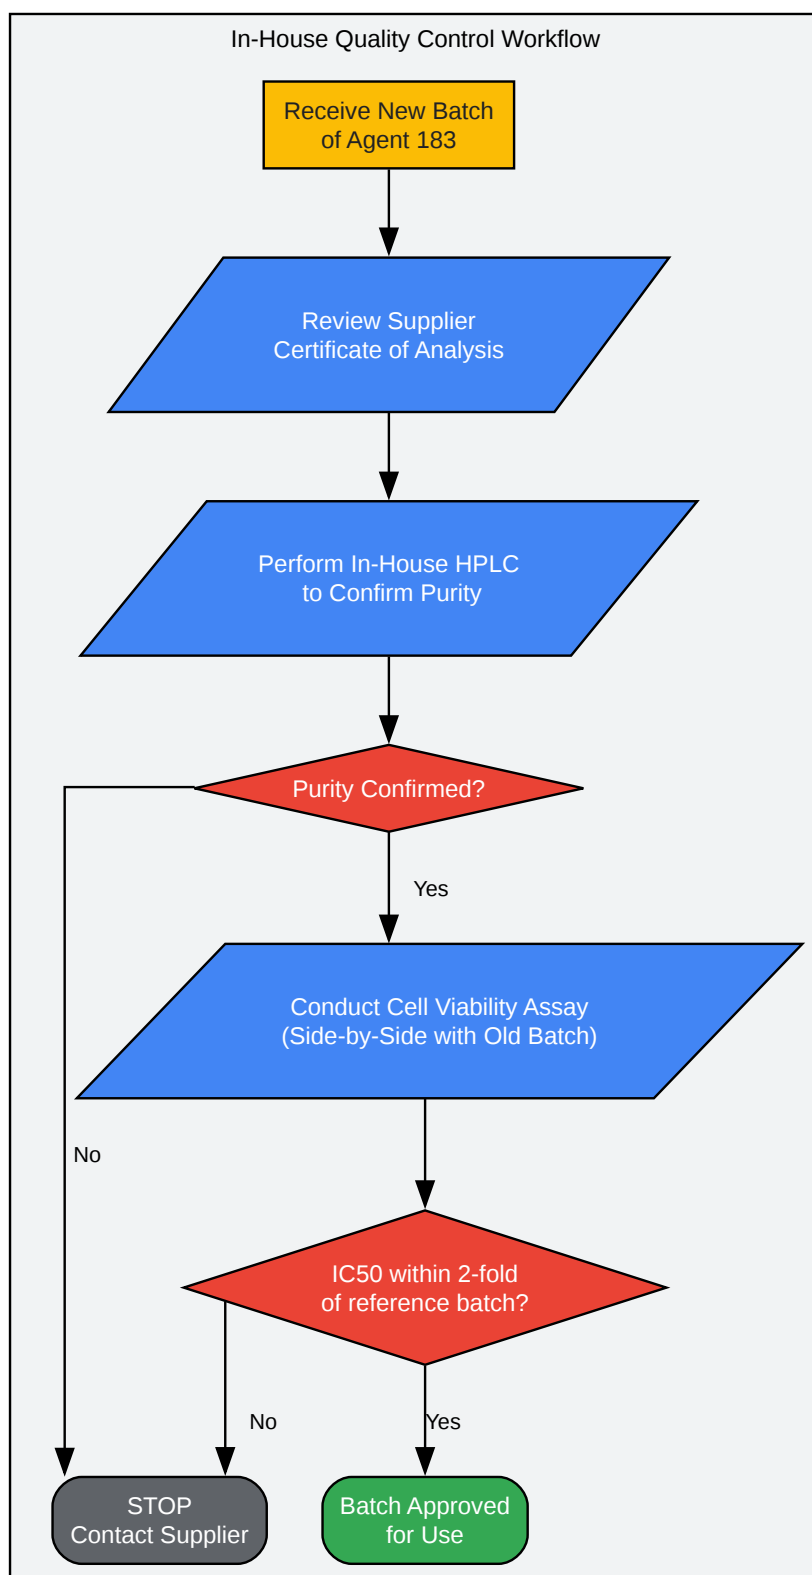 In-House Quality Control Workflow
Receive New Batch
of Agent 183
Review Supplier
Certificate of Analysis
Perform In-House HPLC
to Confirm Purity
Purity Confirmed?
Yes
Conduct Cell Viability Assay
(Side-by-Side with Old Batch)
No
IC50 within 2-fold
of reference batch?
No
Yes
STOP
Contact Supplier
Batch Approved
for Use